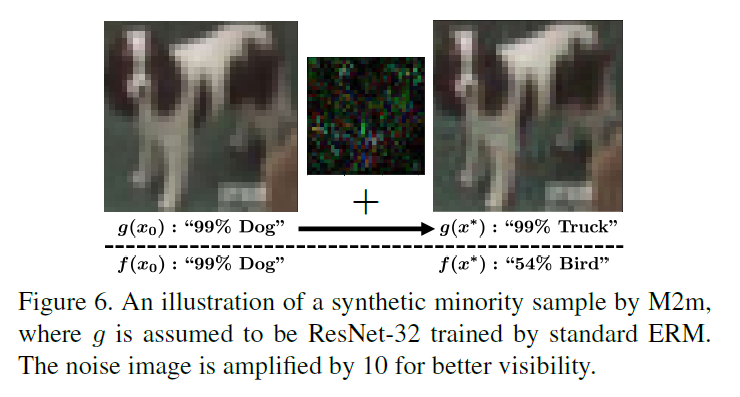 +
g(x₀) : “99% Dog” g(x*) : “99% Truck”
f(x₀) : “99% Dog” f(x*) : “54% Bird”
Figure 6. An illustration of a synthetic minority sample by M2m,
where g is assumed to be ResNet-32 trained by standard ERM.
The noise image is amplified by 10 for better visibility.